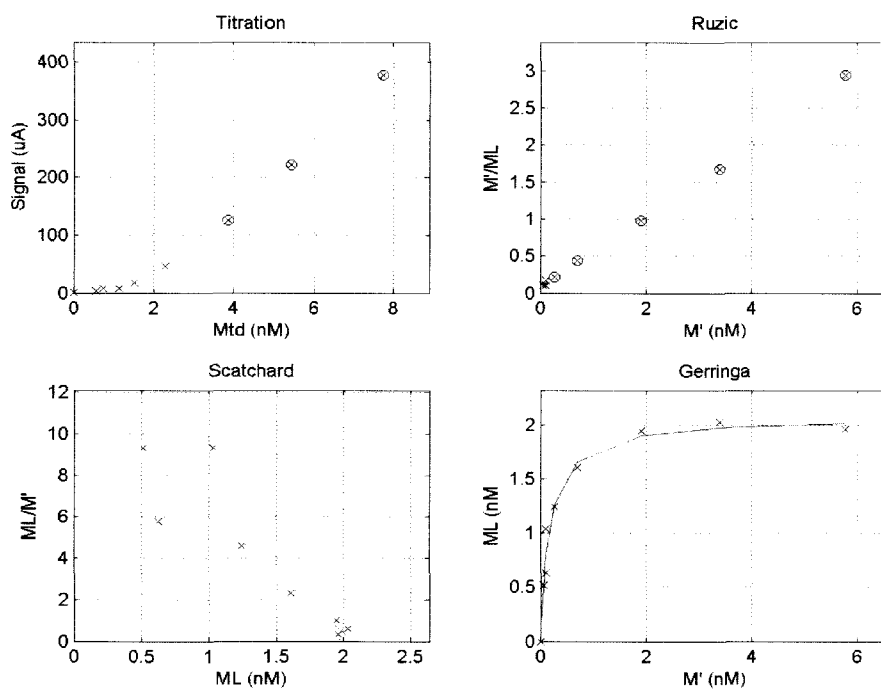 Titration
Signal (uA)
400
300
200
100
0
0 2 4 6 8
Mtd (nM)
Ruzic
M'/ML
3
2.5
2
1.5
1
0.5
0
0 2 4 6
M' (nM)
Scatchard
ML/M'
12
10
8
6
4
2
0
0 0.5 1 1.5 2 2.5
ML (nM)
Gerringa
ML (nM
2
1.5
1
0.5
0
0 2 4 6
M' (nM)